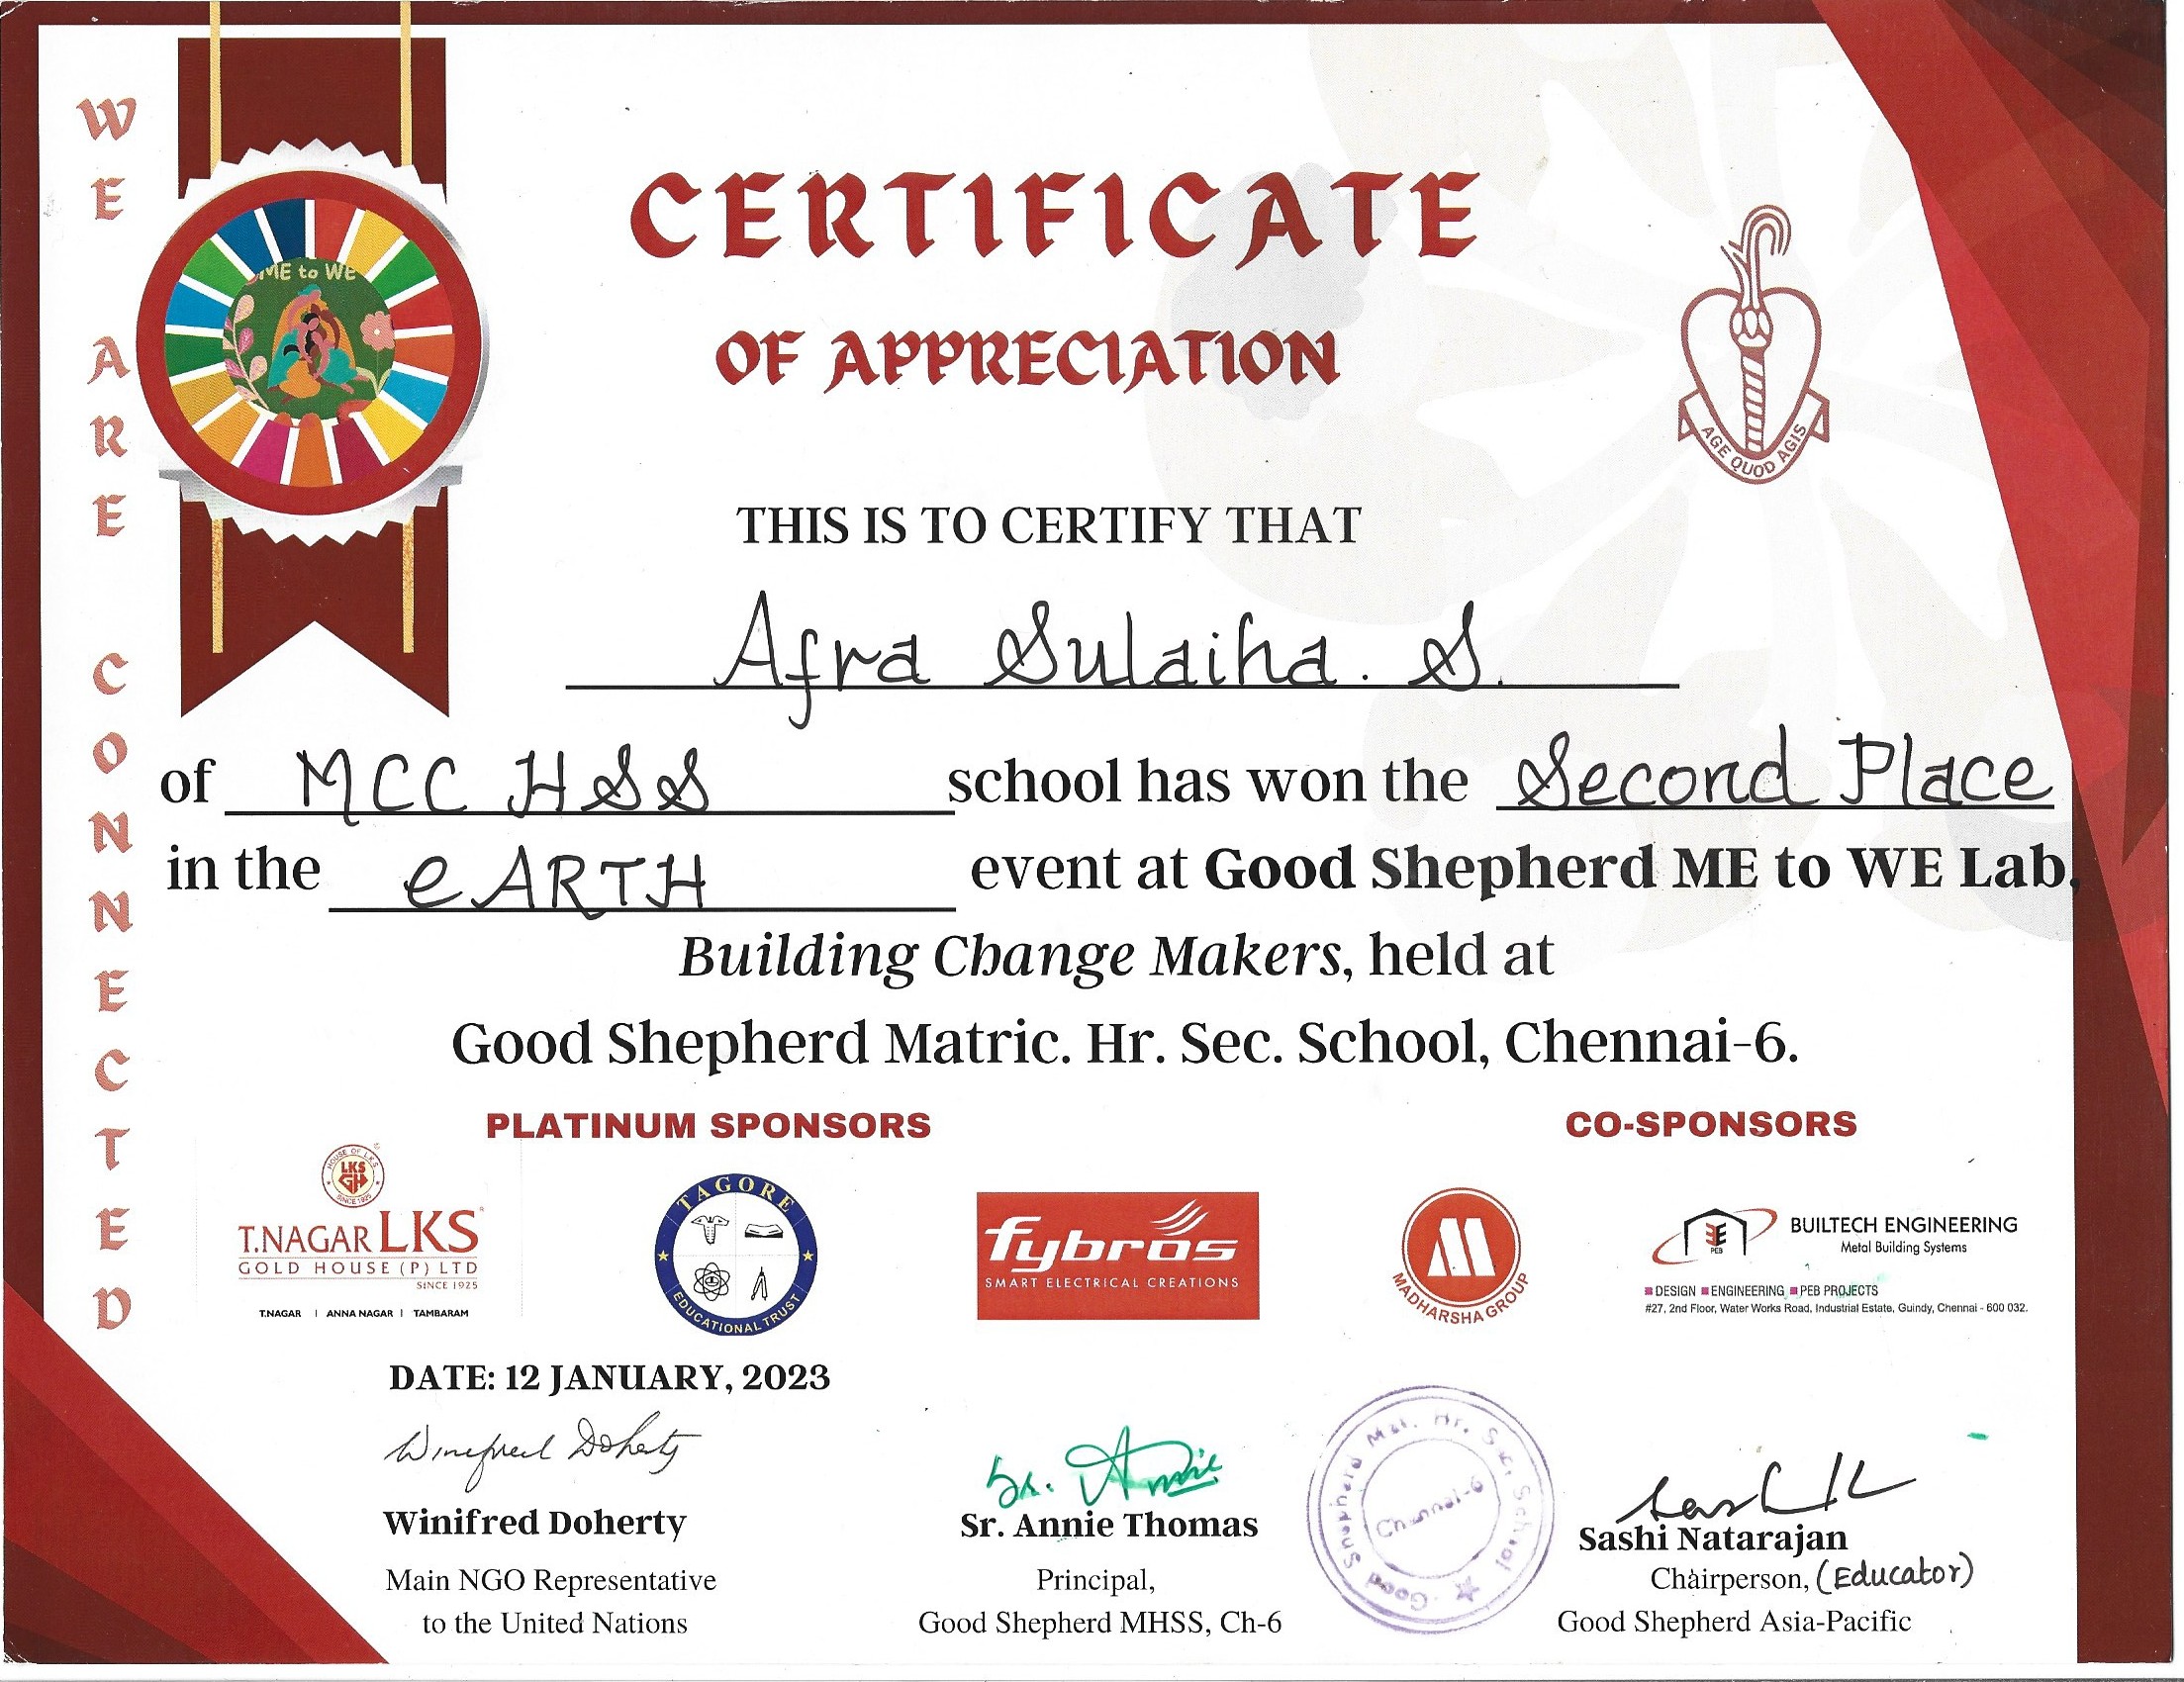 WE ARE CONNECTED
ME to WE
CERTIFICATE
OF APPRECIATION
AGE QUOD AGIS
THIS IS TO CERTIFY THAT
Afra Sulaiha. S.
of MCC HSS school has won the Second Place
in the eARTH event at Good Shepherd ME to WE Lab,
Building Change Makers, held at
Good Shepherd Matric. Hr. Sec. School, Chennai-6.
PLATINUM SPONSORS
CO-SPONSORS
HOUSE OF LKS
LKS
GH
SINCE 1925
T.NAGAR LKS
GOLD HOUSE (P) LTD
SINCE 1925
T.NAGAR | ANNA NAGAR | TAMBARAM
TAGORE
EDUCATIONAL TRUST
fybros
SMART ELECTRICAL CREATIONS
MADHARSHA GROUP
PEB
BUILTECH ENGINEERING
Metal Building Systems
DESIGN ENGINEERING PEB PROJECTS
#27, 2nd Floor, Water Works Road, Industrial Estate, Guindy, Chennai - 600 032.
DATE: 12 JANUARY, 2023
Winifred Doherty
Sr. Annie
Good Shepherd Mat. Hr. Sec. School
Chennai-6
Winifred Doherty
Sr. Annie Thomas
Sashi Natarajan
Main NGO Representative
Principal,
Chairperson, (Educator)
to the United Nations
Good Shepherd MHSS, Ch-6
Good Shepherd Asia-Pacific